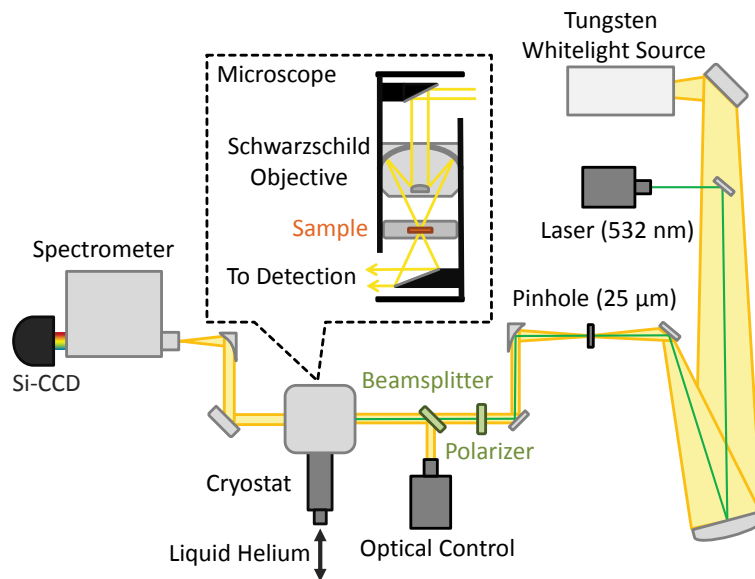 Tungsten
Whitelight Source
Microscope
Schwarzschild
Objective
Laser (532 nm)
Sample
Spectrometer
To Detection
Pinhole (25 µm)
Si-CCD
Beamsplitter
Polarizer
Cryostat
Liquid Helium
Optical Control